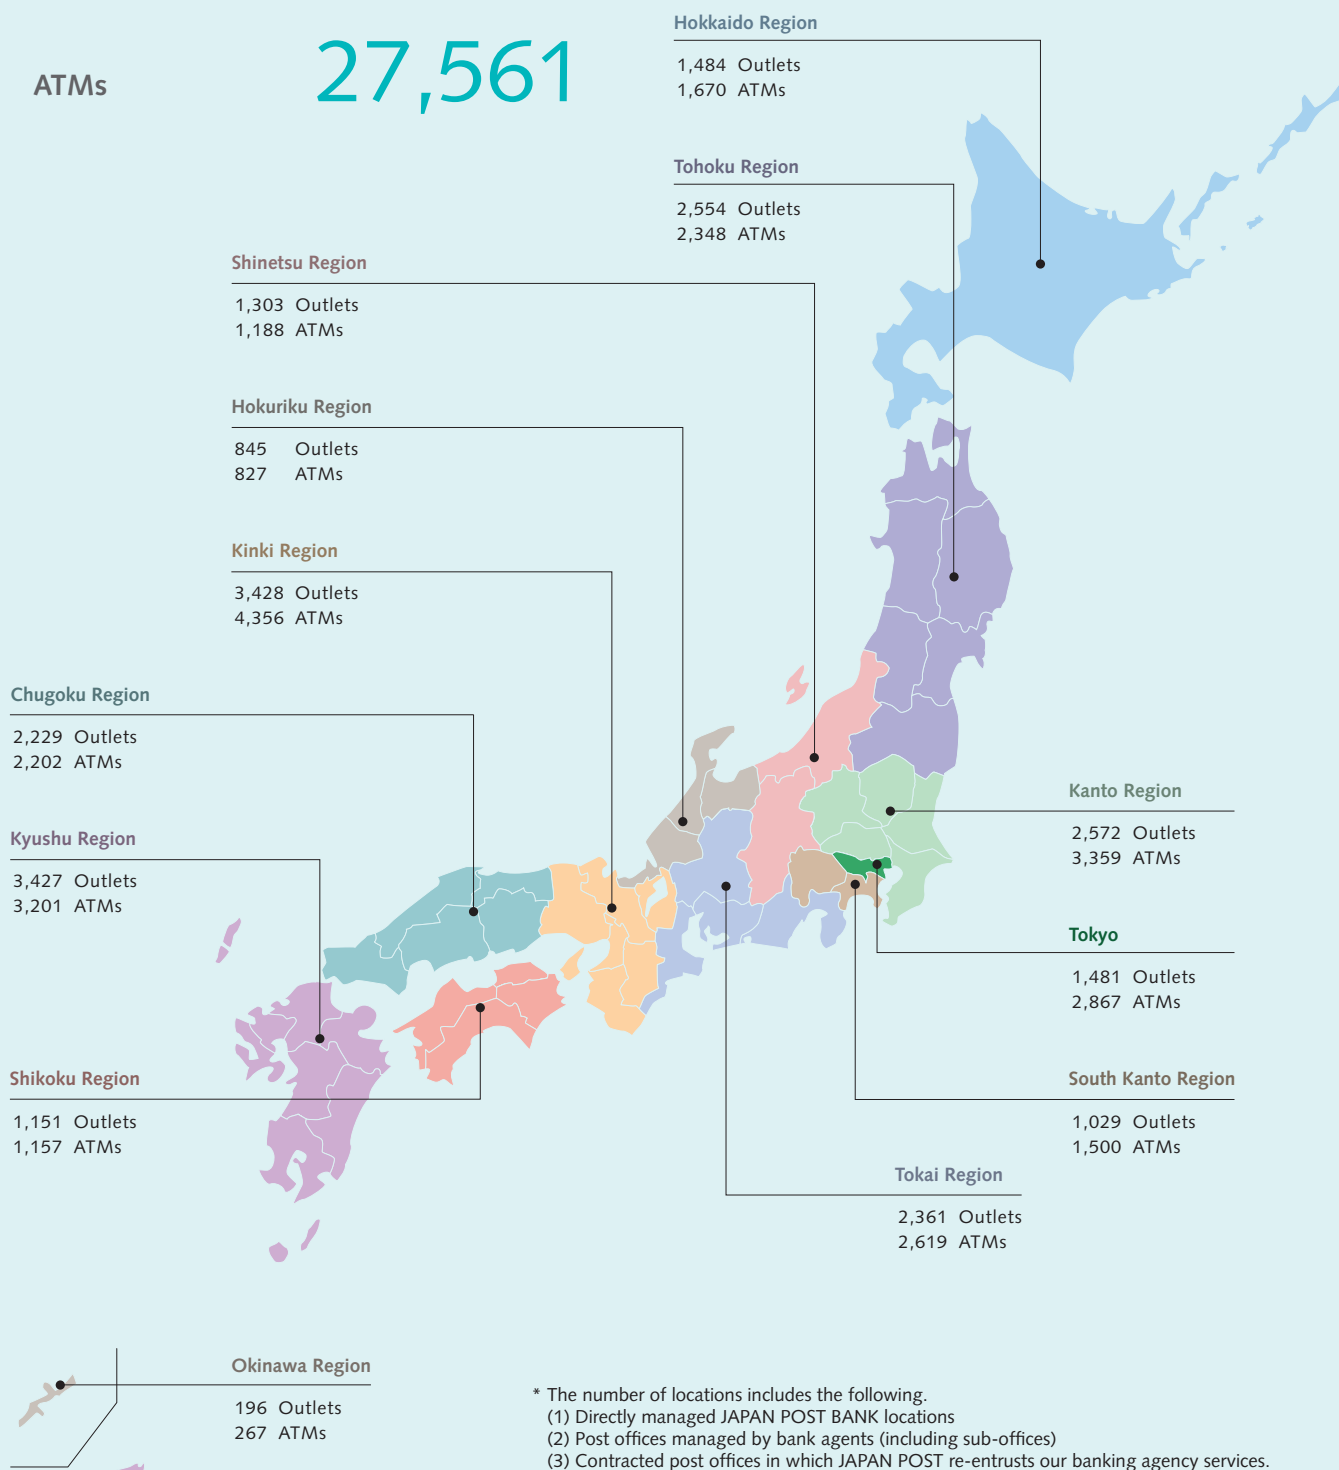 ATMs 27,561
Hokkaido Region
1,484 Outlets
1,670 ATMs
Tohoku Region
2,554 Outlets
2,348 ATMs
Shinetsu Region
1,303 Outlets
1,188 ATMs
Hokuriku Region
845 Outlets
827 ATMs
Kinki Region
3,428 Outlets
4,356 ATMs
Chugoku Region
2,229 Outlets
2,202 ATMs
Kyushu Region
3,427 Outlets
3,201 ATMs
Shikoku Region
1,151 Outlets
1,157 ATMs
Kanto Region
2,572 Outlets
3,359 ATMs
Tokyo
1,481 Outlets
2,867 ATMs
South Kanto Region
1,029 Outlets
1,500 ATMs
Tokai Region
2,361 Outlets
2,619 ATMs
Okinawa Region
196 Outlets
267 ATMs
* The number of locations includes the following.
(1) Directly managed JAPAN POST BANK locations
(2) Post offices managed by bank agents (including sub-offices)
(3) Contracted post offices in which JAPAN POST re-entrusts our banking agency services.